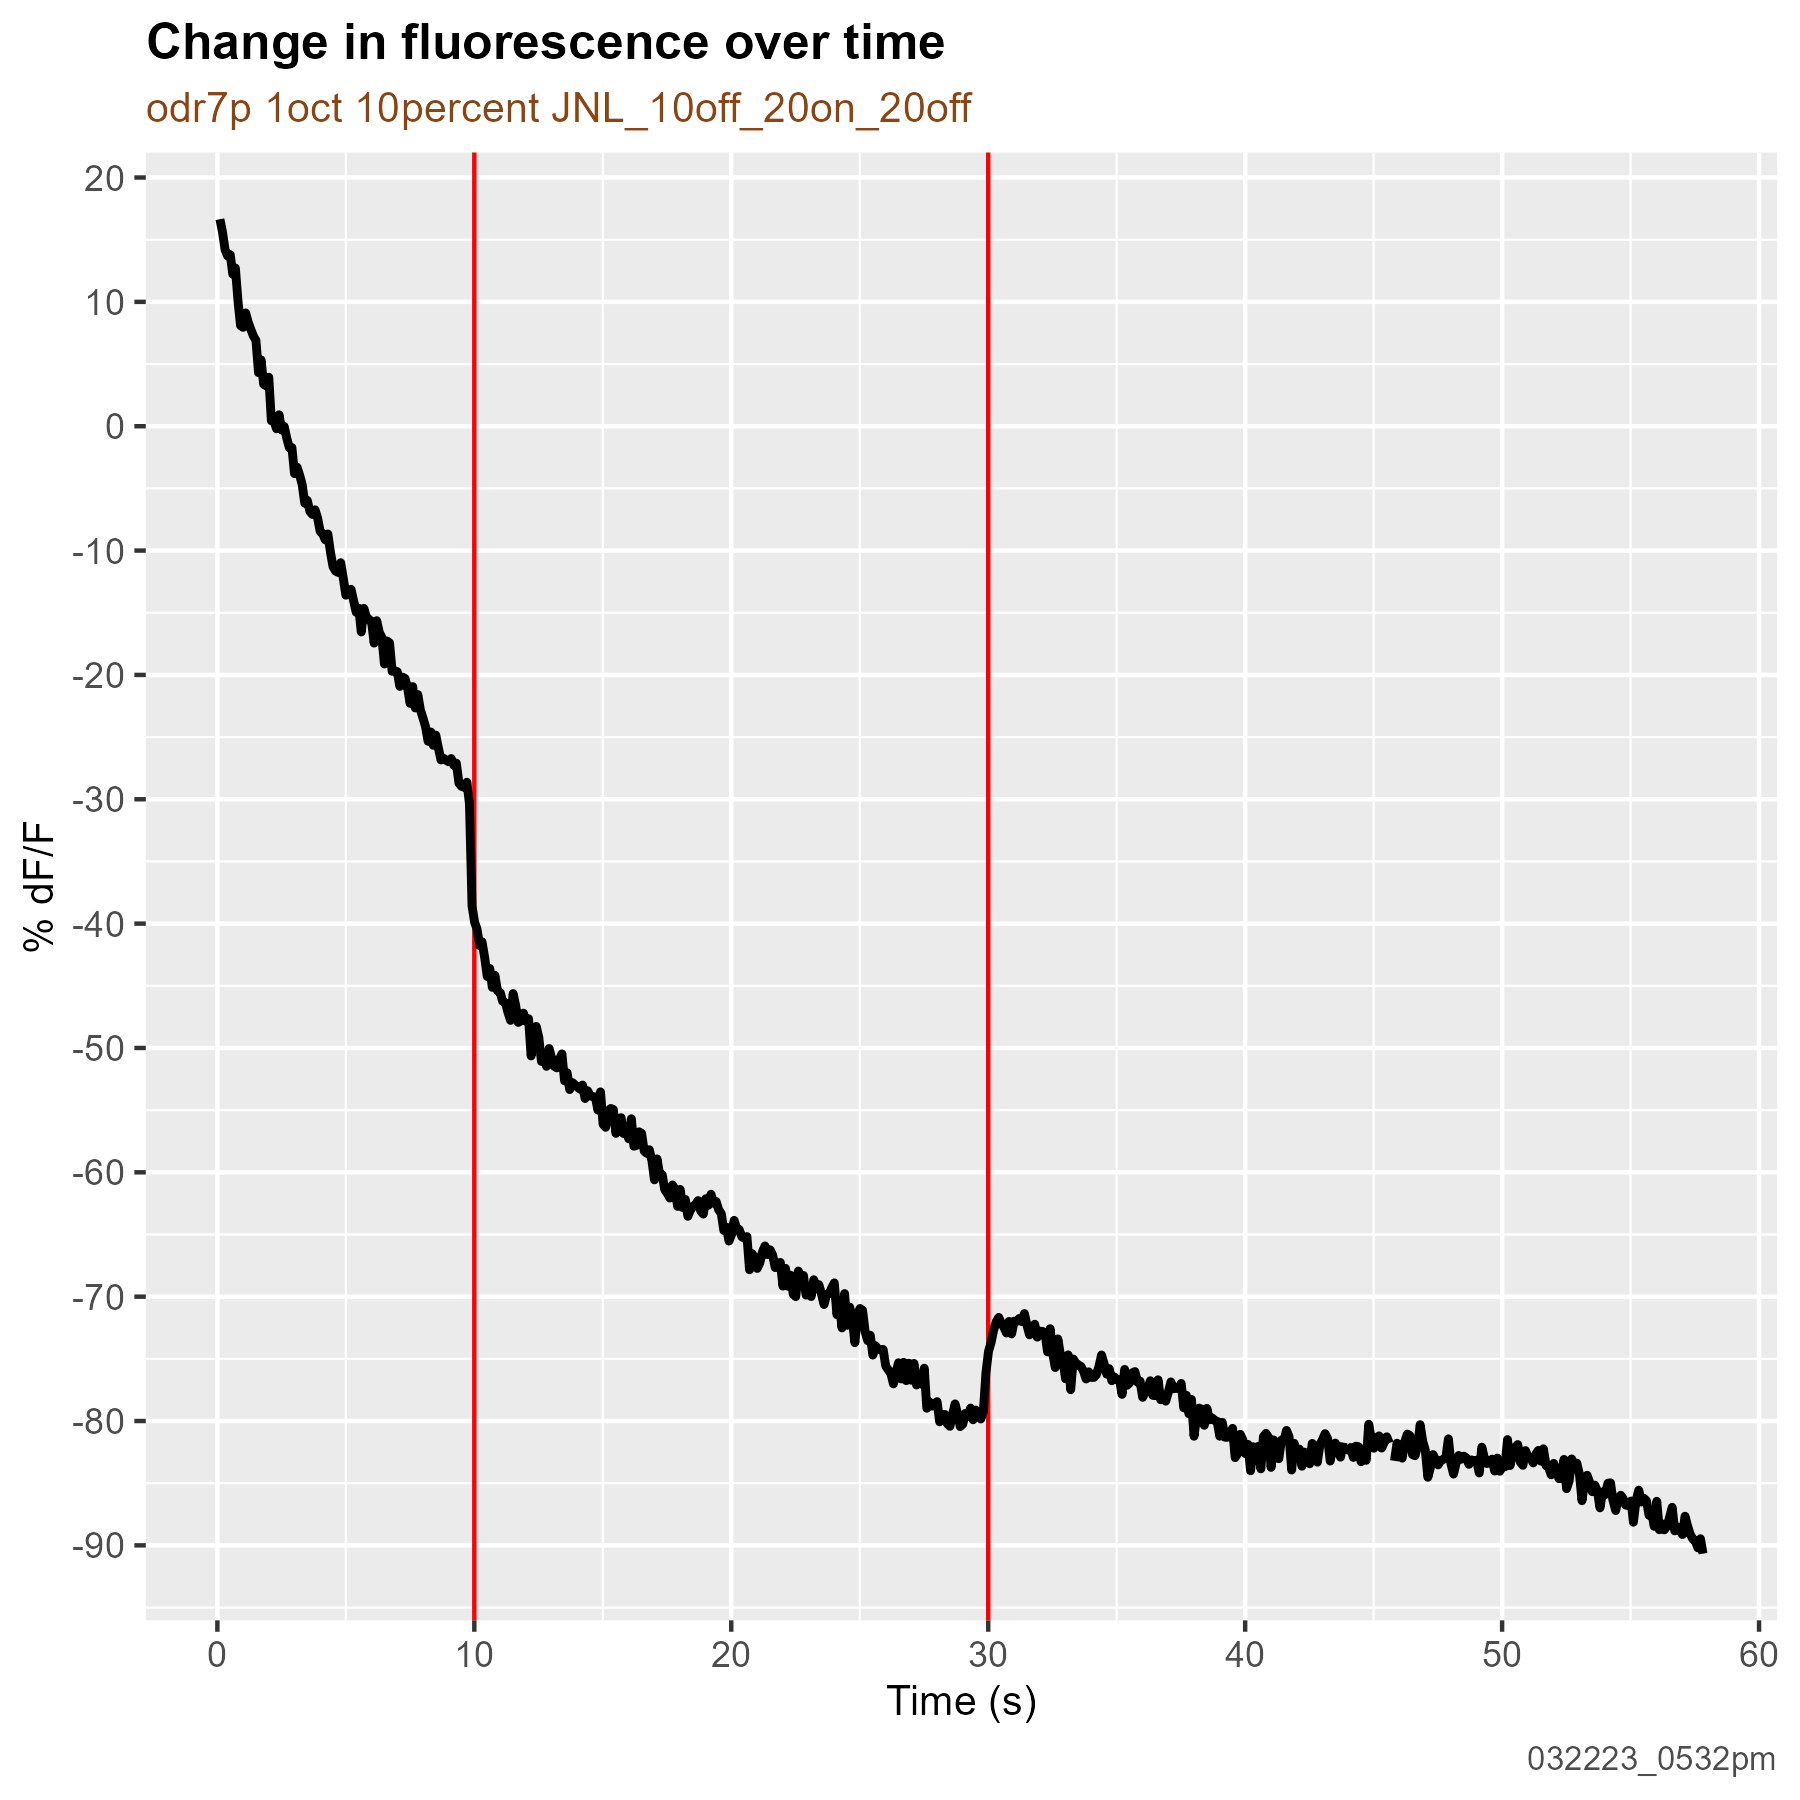 Change in fluorescence over time
odr7p 1oct 10percent JNL_10off_20on_20off
% dF/F
20
10
0
-10
-20
-30
-40
-50
-60
-70
-80
-90
0 10 20 30 40 50 60
Time (s)
032223_0532pm